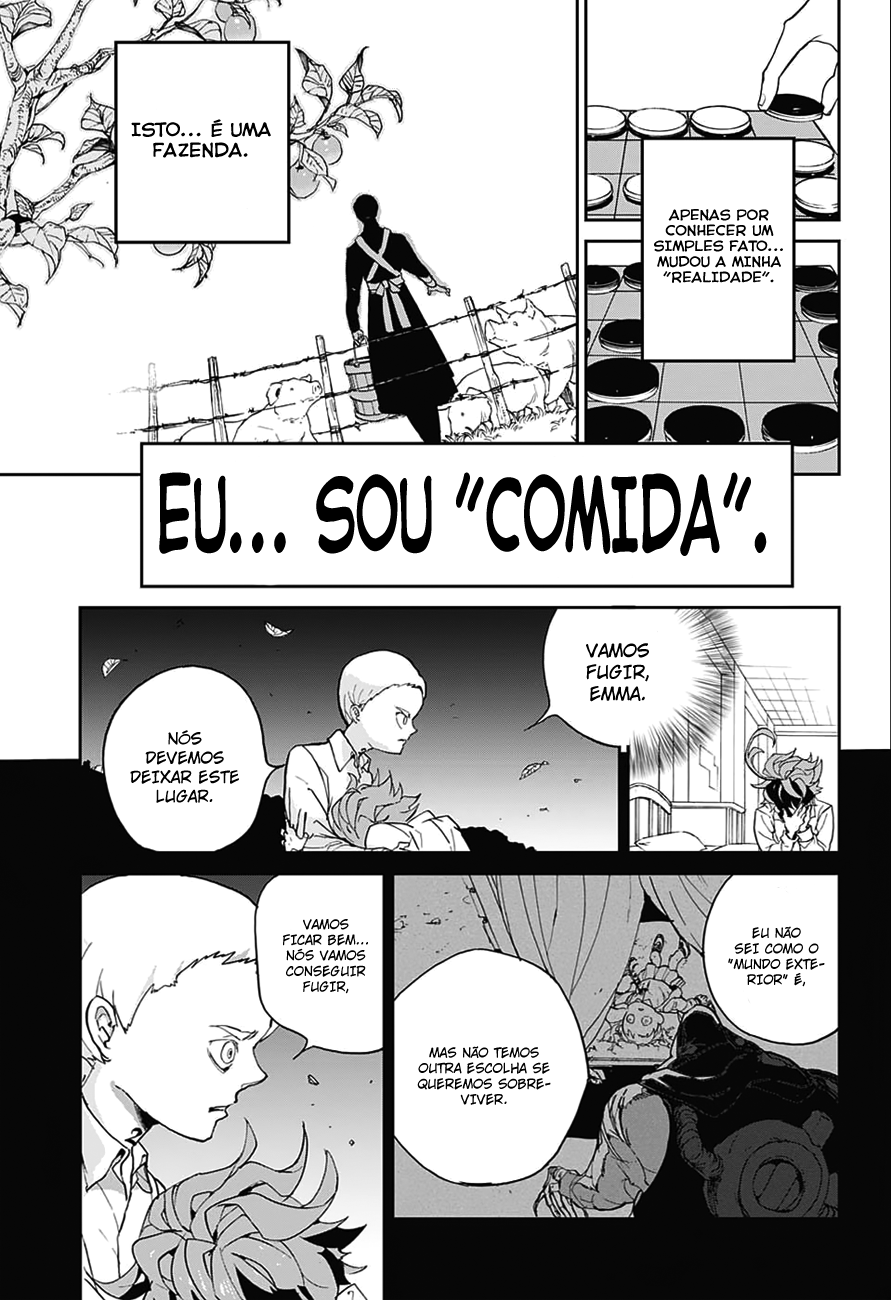 APENAS POR
CONHECER UM
SIMPLES FATO...
MUDOU A MINHA
"REALIDADE".
ISTO... É UMA
FAZENDA.
EU... SOU "COMIDA".
VAMOS
FUGIR,
EMMA.
NÓS
DEVEMOS
DEIXAR ESTE
LUGAR.
EU NÃO
SEI COMO O
"MUNDO EXTE-
RIOR" É,
MAS NÃO TEMOS
OUTRA ESCOLHA SE
QUEREMOS SOBRE-
VIVER.
VAMOS
FICAR BEM...
NÓS VAMOS
CONSEGUIR
FUGIR,